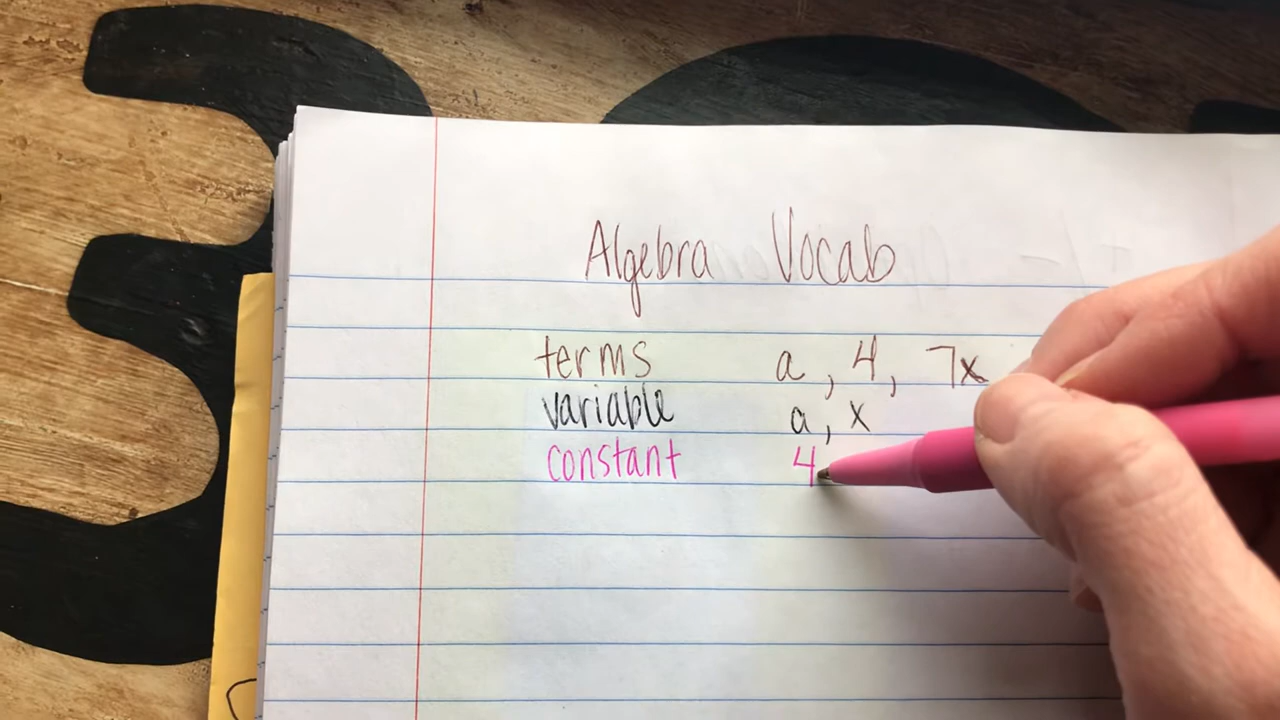 Algebra Vocab
terms a, 4, 7x
variable a, x
constant 4